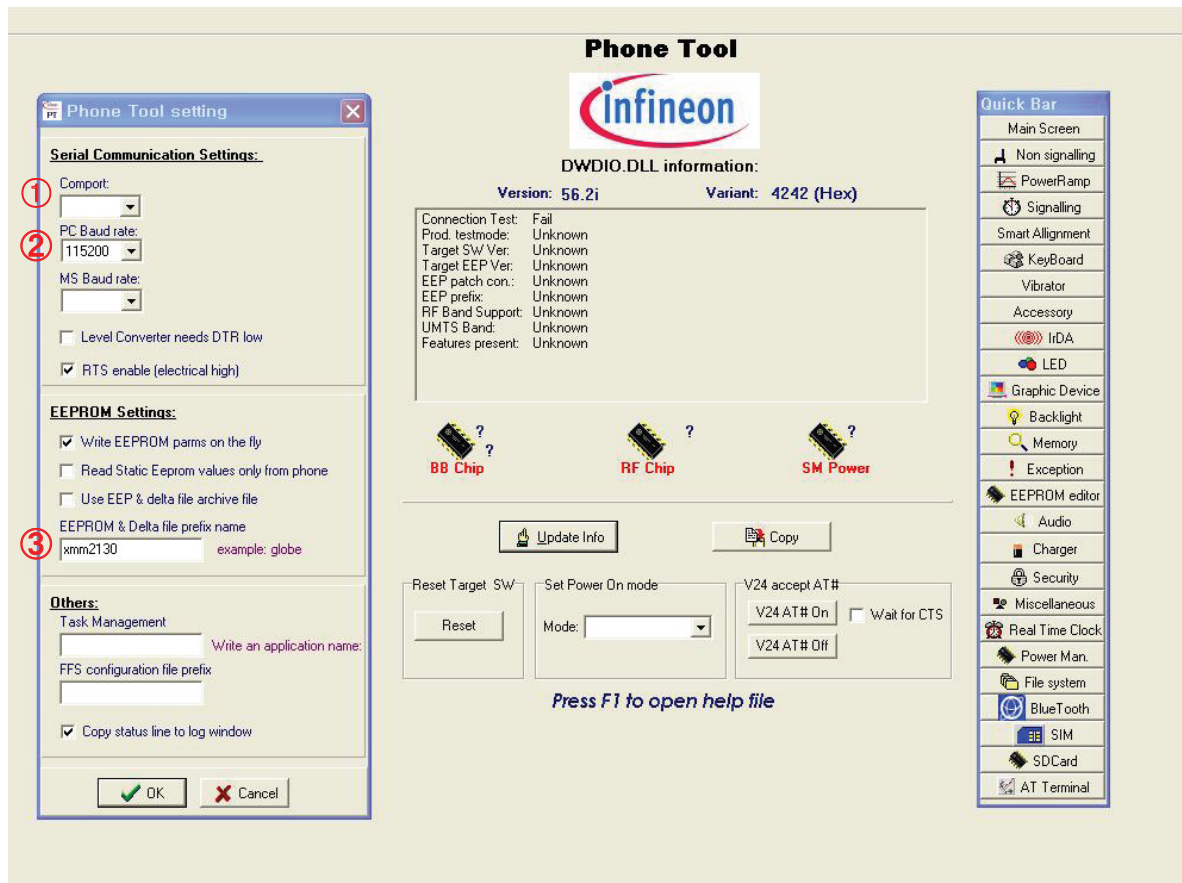 Phone Tool
infineon
DWDIO.DLL information:
Version: 56.2i Variant: 4242 (Hex)
Connection Test: Fail
Prod. testmode: Unknown
Target SW Ver: Unknown
Target EEP Ver: Unknown
EEP patch con.: Unknown
EEP prefix: Unknown
RF Band Support: Unknown
UMTS Band: Unknown
Features present: Unknown
? ? ? ?
BB Chip RF Chip SM Power
Update Info Copy
Reset Target SW Set Power On mode V24 accept AT#
Reset
Mode:
V24 AT# On Wait for CTS
V24 AT# Off
Press F1 to open help file
PT Phone Tool setting
Serial Communication Settings:
① Comport:
② PC Baud rate:
115200
MS Baud rate:
Level Converter needs DTR low
RTS enable (electrical high)
EEPROM Settings:
Write EEPROM parms on the fly
Read Static Eeprom values only from phone
Use EEP & delta file archive file
EEPROM & Delta file prefix name
③ xmm2130 example: globe
Others:
Task Management
Write an application name:
FFS configuration file prefix
Copy status line to log window
OK Cancel
Quick Bar
Main Screen
Non signalling
PowerRamp
Signalling
Smart Allignment
KeyBoard
Vibrator
Accessory
IrDA
LED
Graphic Device
Backlight
Memory
Exception
EEPROM editor
Audio
Charger
Security
Miscellaneous
Real Time Clock
Power Man.
File system
BlueTooth
SIM
SDCard
AT Terminal